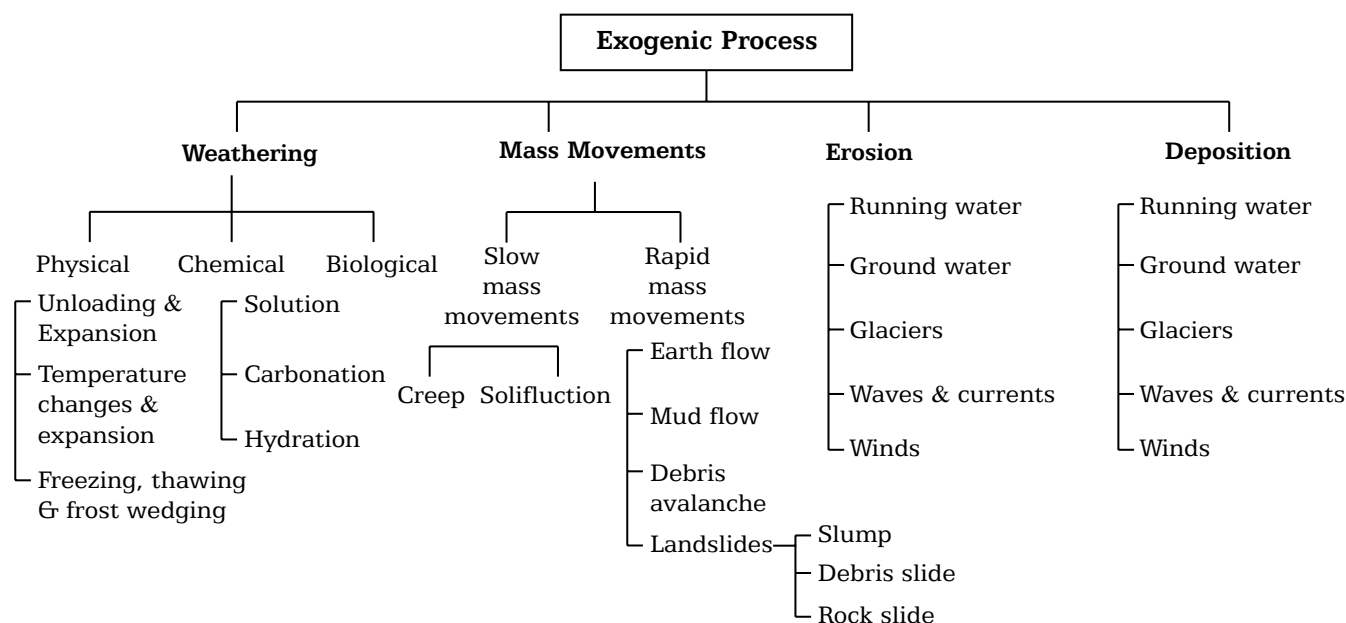 Exogenic Process
Weathering
Mass Movements
Erosion
Deposition
Physical
Chemical
Biological
Unloading &
Expansion
Temperature
changes &
expansion
Freezing, thawing
& frost wedging
Solution
Carbonation
Hydration
Slow
mass
movements
Creep
Solifluction
Rapid
mass
movements
Earth flow
Mud flow
Debris
avalanche
Landslides
Slump
Debris slide
Rock slide
Running water
Ground water
Glaciers
Waves & currents
Winds
Running water
Ground water
Glaciers
Waves & currents
Winds